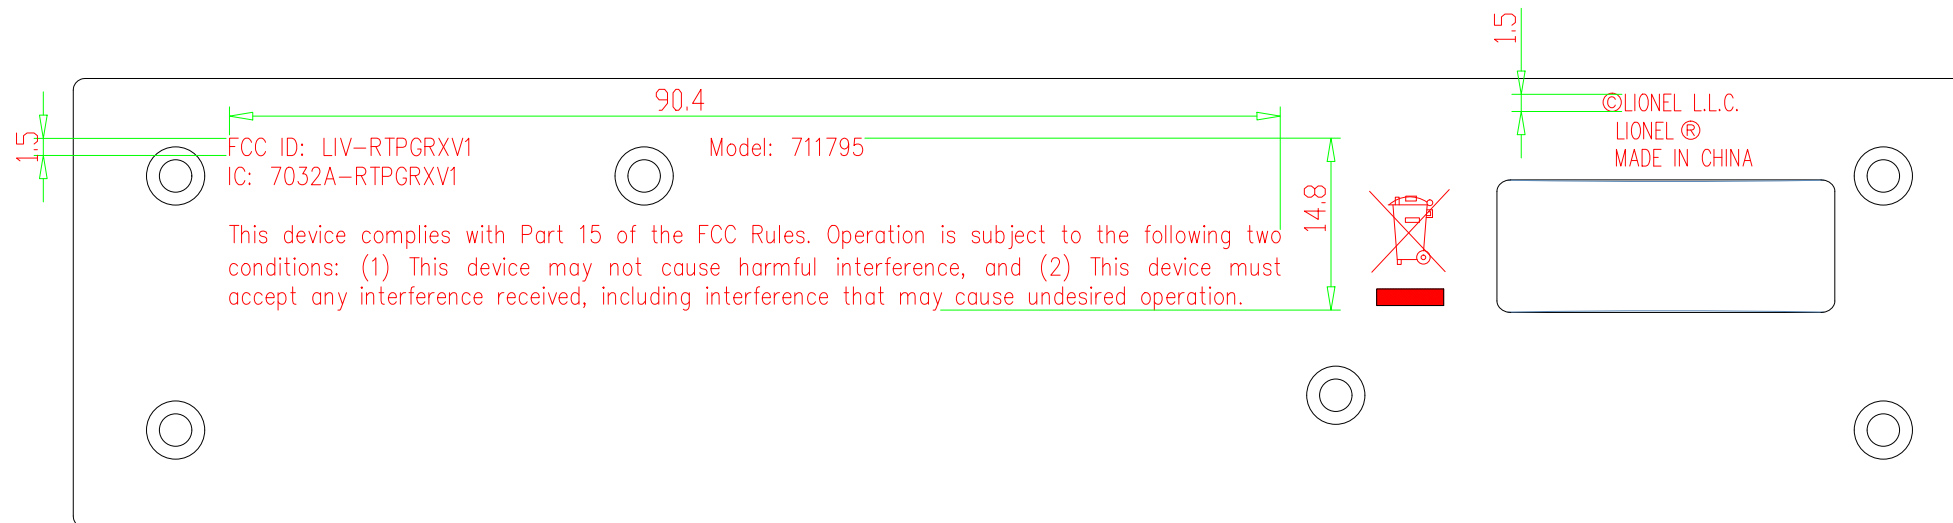 1.5
90.4
©LIONEL L.L.C.
1.5
FCC ID: LIV-RTPGRXV1 Model: 711795
LIONEL ®
IC: 7032A-RTPGRXV1
MADE IN CHINA
14.8
This device complies with Part 15 of the FCC Rules. Operation is subject to the following two
conditions: (1) This device may not cause harmful interference, and (2) This device must
accept any interference received, including interference that may cause undesired operation.